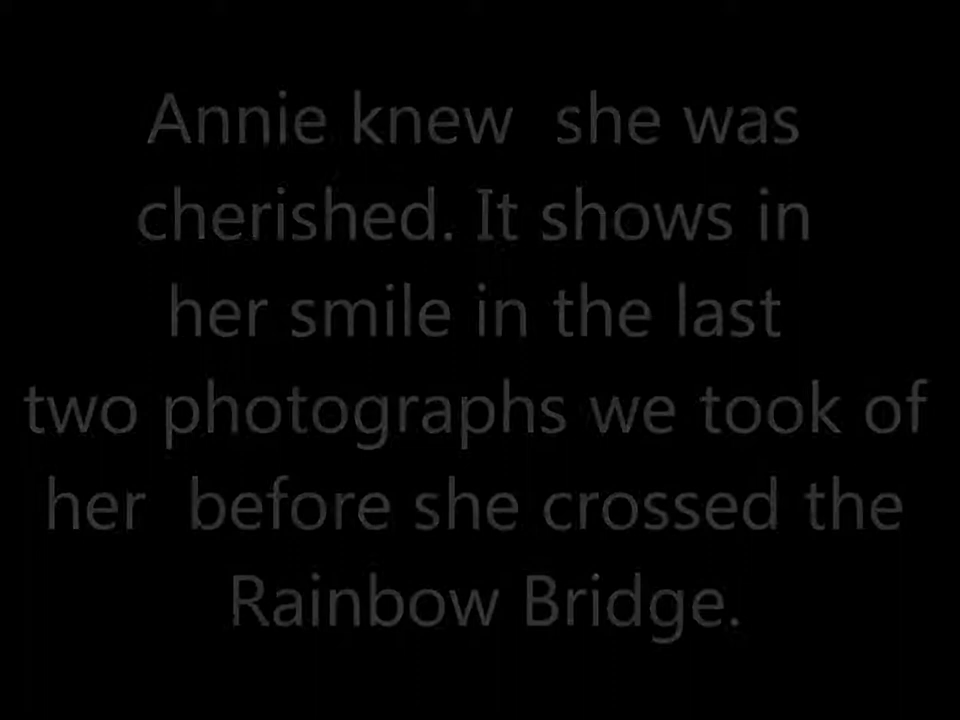 Annie knew  she was
cherished. It shows in
her smile in the last
two photographs we took of
her  before she crossed the
Rainbow Bridge.